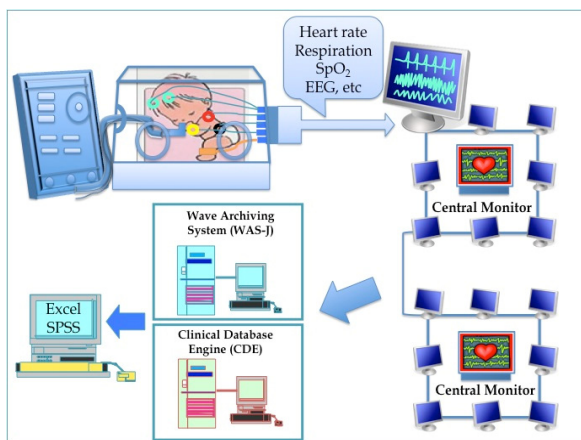 Heart rate
Respiration
SpO₂
EEG, etc
Central Monitor
Wave Archiving
System (WAS-J)
Excel
SPSS
Clinical Database
Engine (CDE)
Central Monitor